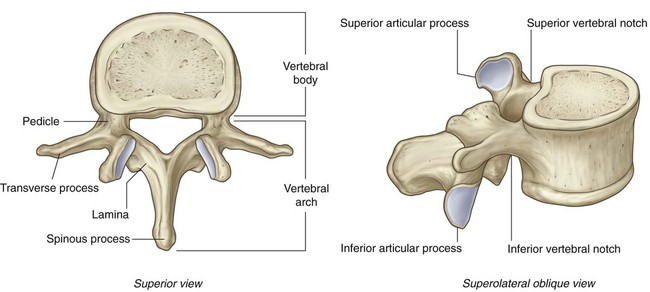 Superior articular process
Superior vertebral notch
Vertebral
body
Pedicle
Transverse process
Vertebral
arch
Lamina
Spinous process
Inferior articular process
Inferior vertebral notch
Superior view
Superolateral oblique view